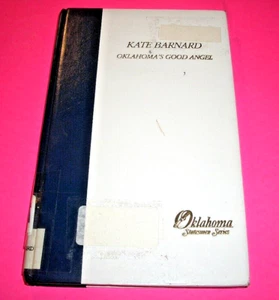 KATE BARNARD
OKLAHOMA'S GOOD ANGEL
Oklahoma
Statesmen Series